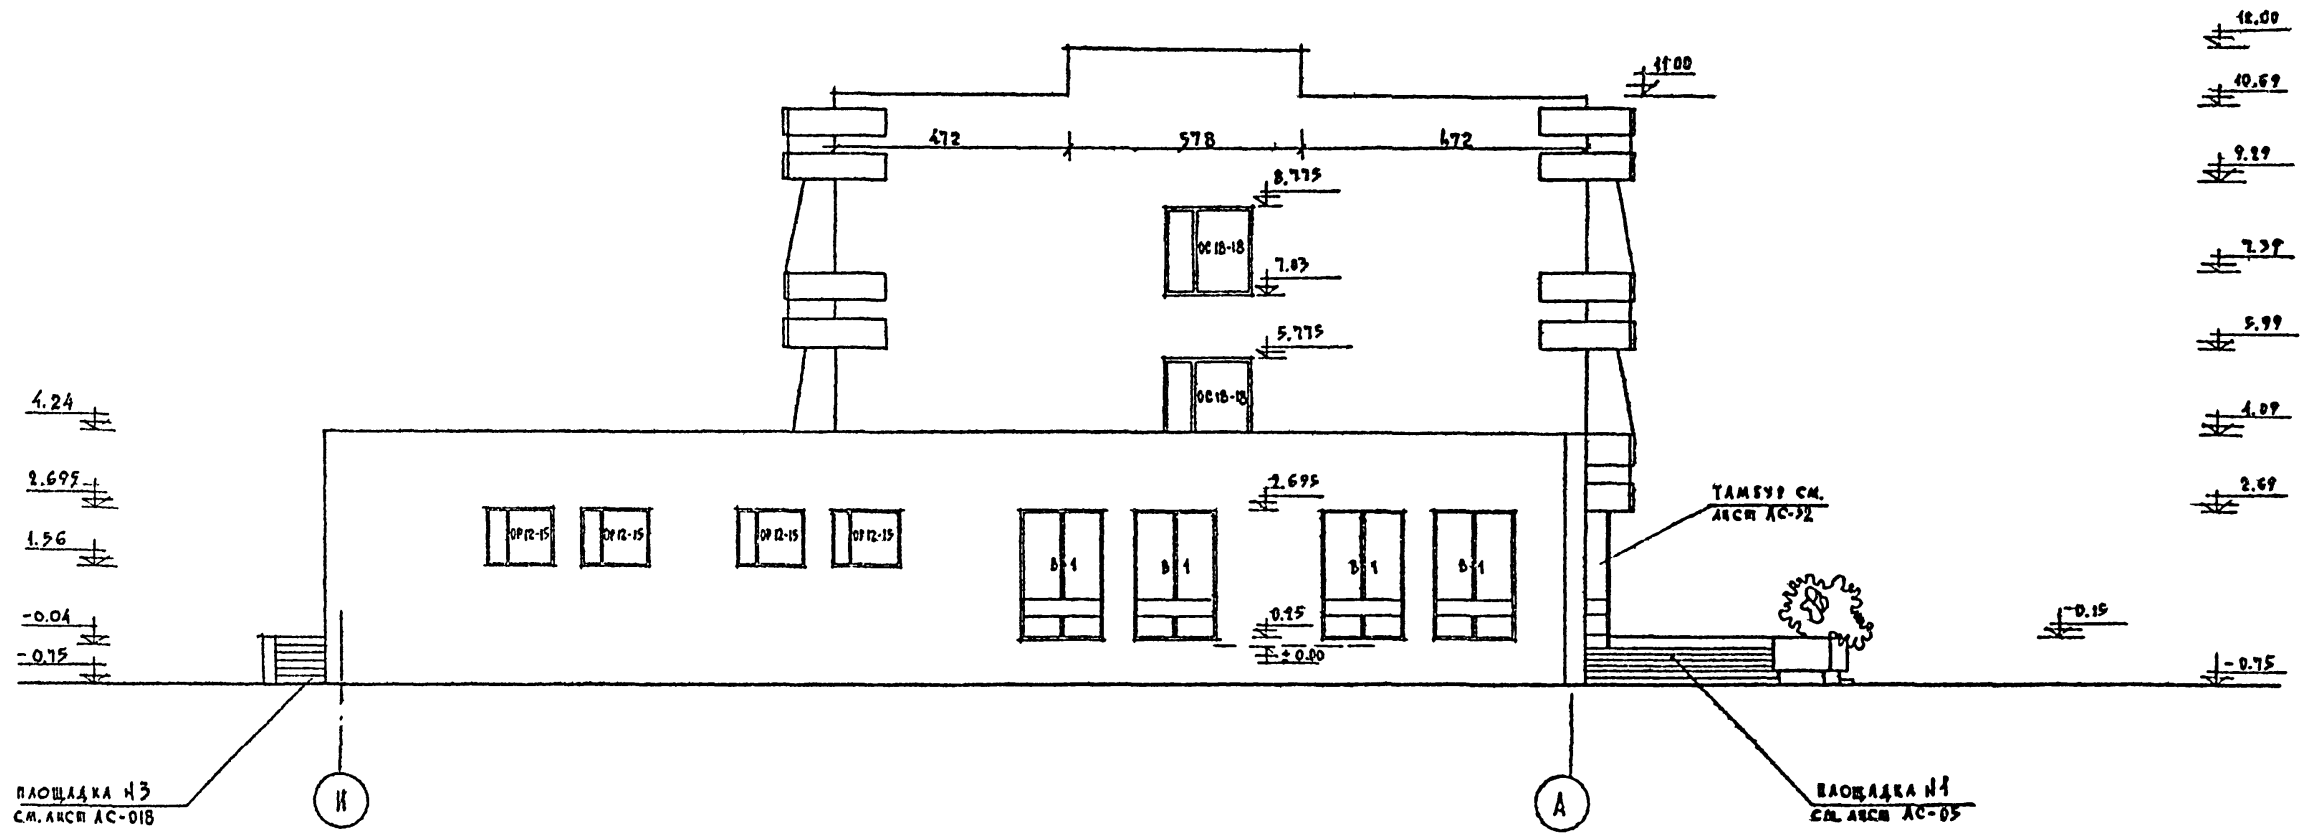 12.00
11.00
10.69
472
578
472
9.29
8.775
ОС 18-18
7.03
7.39
5.775
5.99
ОС 18-18
4.24
4.09
2.695
2.695
2.69
ТАМБУР СМ.
ЛИСТ АС-32
ОР 12-15
ОР 12-15
ОР 12-15
ОР 12-15
1.56
В-1
В-1
В-1
В-1
-0.04
0.25
-0.15
-0.75
±0.00
-0.75
ПЛОЩАДКА N3
СМ. ЛИСТ АС-018
И
А
ПЛОЩАДКА N1
СМ. ЛИСТ АС-05